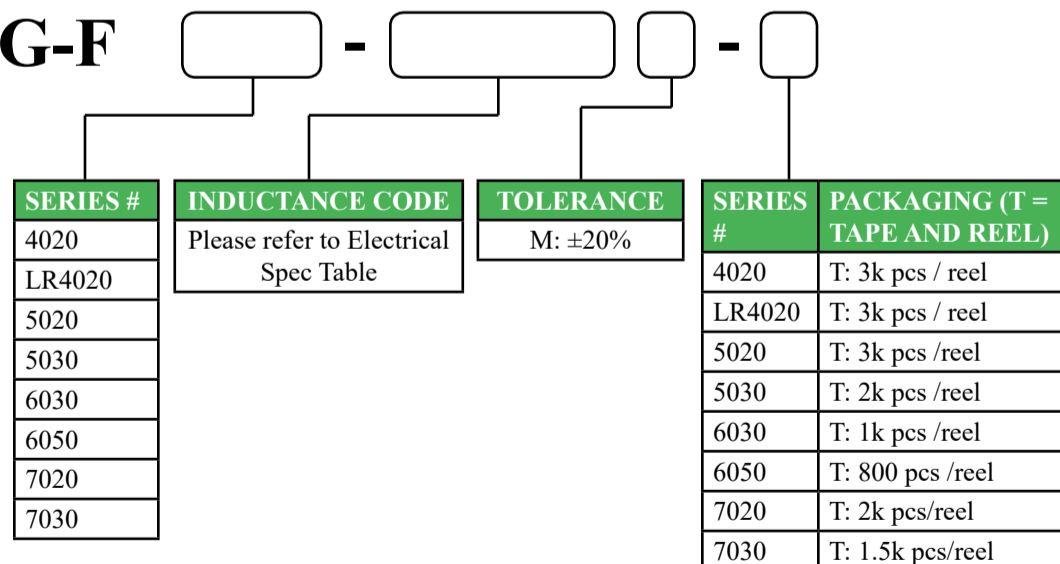 G-F - -
SERIES #
4020
LR4020
5020
5030
6030
6050
7020
7030
INDUCTANCE CODE
Please refer to Electrical
Spec Table
TOLERANCE
M: ±20%
SERIES
#
PACKAGING (T =
TAPE AND REEL)
4020 T: 3k pcs / reel
LR4020 T: 3k pcs / reel
5020 T: 3k pcs /reel
5030 T: 2k pcs /reel
6030 T: 1k pcs /reel
6050 T: 800 pcs /reel
7020 T: 2k pcs/reel
7030 T: 1.5k pcs/reel